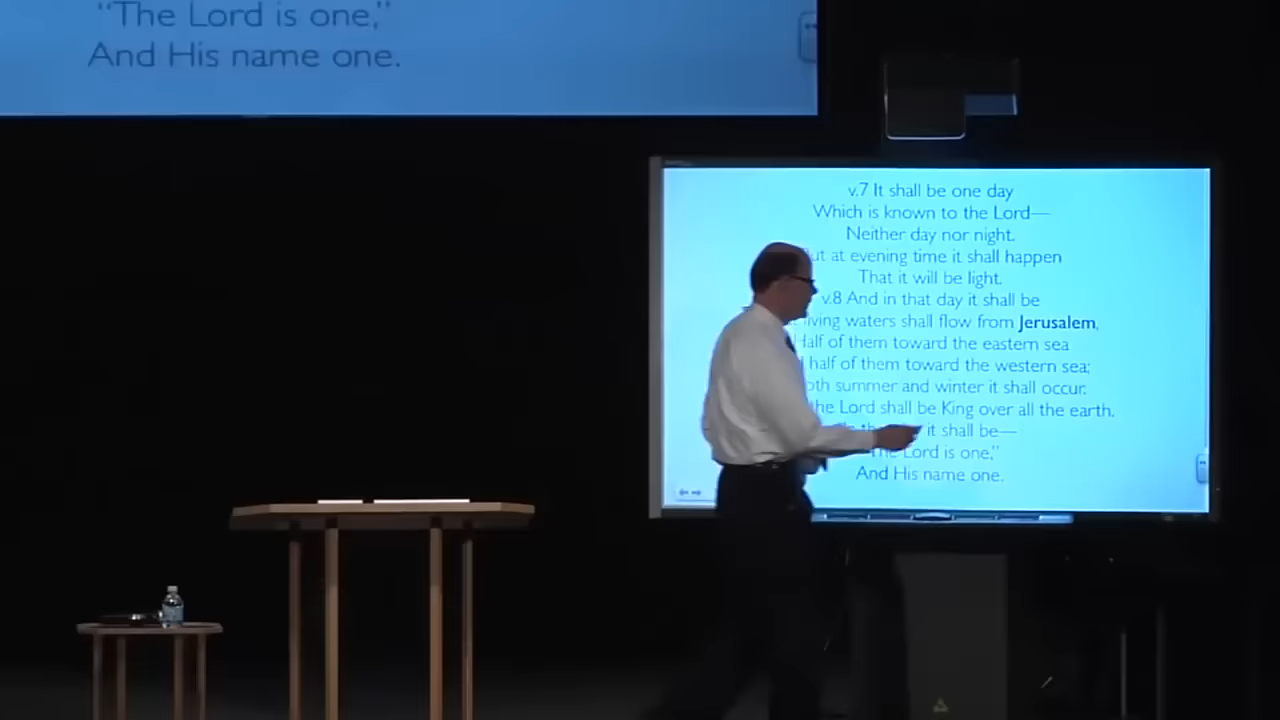 "The Lord is one,"
And His name one.
v.7 It shall be one day
Which is known to the Lord—
Neither day nor night.
ut at evening time it shall happen
That it will be light.
v.8 And in that day it shall be
living waters shall flow from Jerusalem,
Half of them toward the eastern sea
half of them toward the western sea;
oth summer and winter it shall occur.
the Lord shall be King over all the earth.
it shall be—
The Lord is one,"
And His name one.